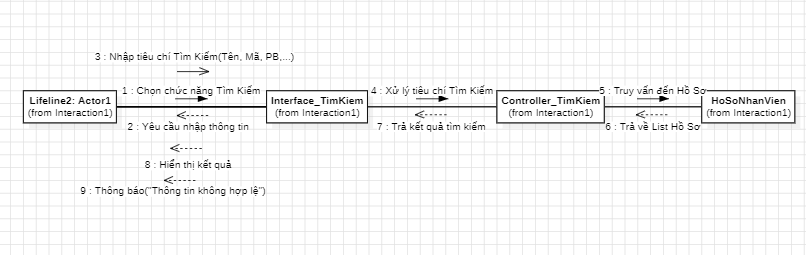 3 : Nhập tiêu chí Tìm Kiếm(Tên, Mã, PB,...)
1 : Chọn chức năng Tìm Kiếm
4 : Xử lý tiêu chí Tìm Kiếm
5 : Truy vấn đến Hồ Sơ
Lifeline2: Actor1
(from Interaction1)
Interface_TimKiem
(from Interaction1)
Controller_TimKiem
(from Interaction1)
HoSoNhanVien
(from Interaction1)
2 : Yêu cầu nhập thông tin
7 : Trả kết quả tìm kiếm
6 : Trả về List Hồ Sơ
8 : Hiển thị kết quả
9 : Thông báo("Thông tin không hợp lệ")